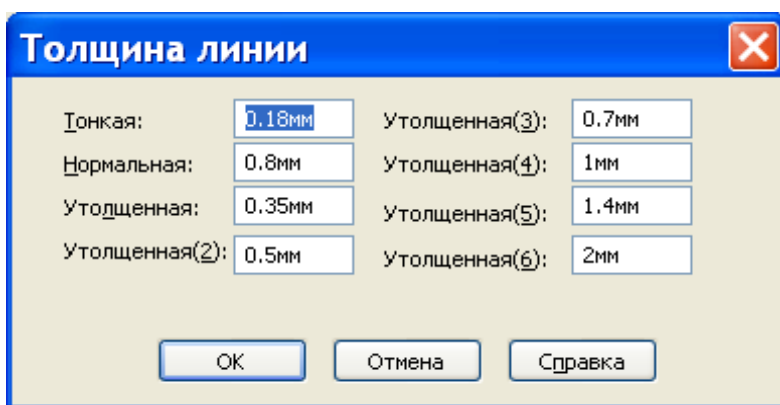 Толщина линии
Тонкая: 0.18мм Утолщенная(3): 0.7мм
Нормальная: 0.8мм Утолщенная(4): 1мм
Утолщенная: 0.35мм Утолщенная(5): 1.4мм
Утолщенная(2): 0.5мм Утолщенная(6): 2мм
ОК Отмена Справка